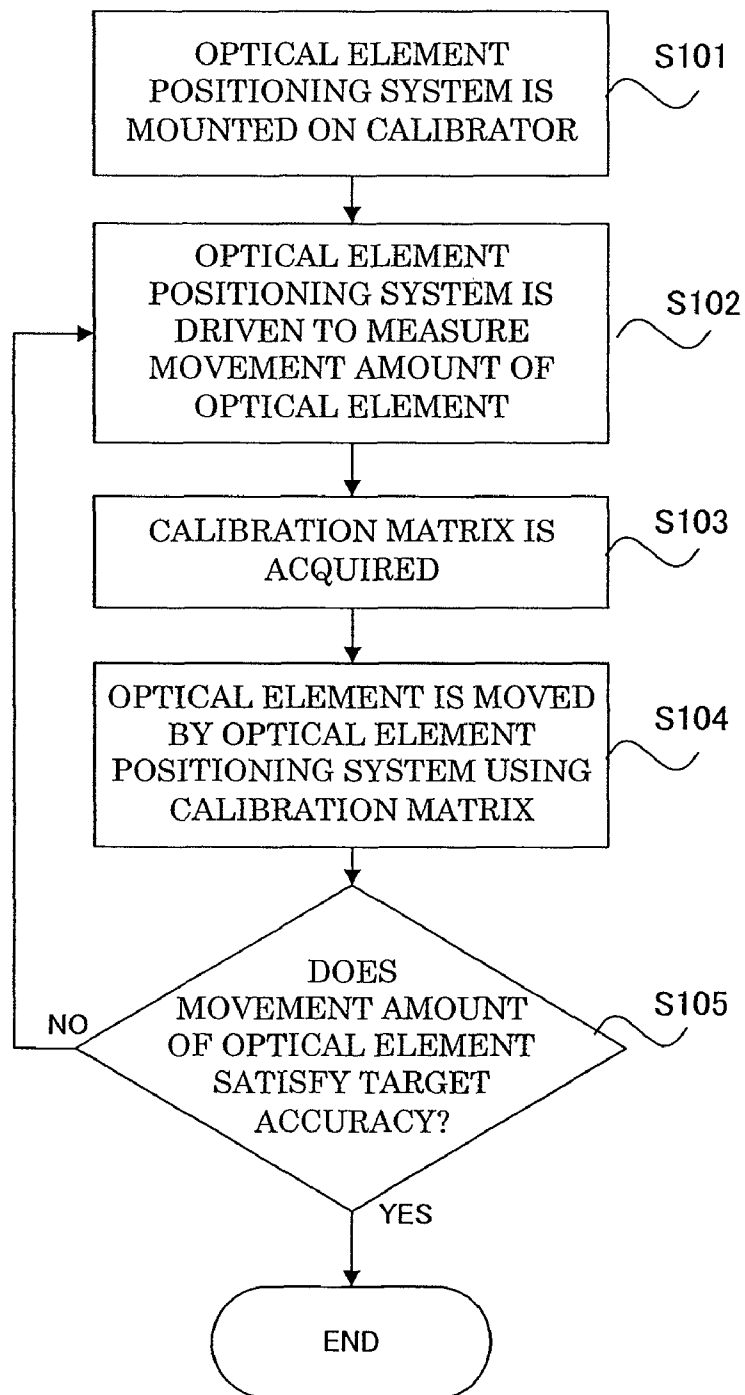 OPTICAL ELEMENT
POSITIONING SYSTEM IS
MOUNTED ON CALIBRATOR
S101
OPTICAL ELEMENT
POSITIONING SYSTEM IS
DRIVEN TO MEASURE
MOVEMENT AMOUNT OF
OPTICAL ELEMENT
S102
CALIBRATION MATRIX IS
ACQUIRED
S103
OPTICAL ELEMENT IS MOVED
BY OPTICAL ELEMENT
POSITIONING SYSTEM USING
CALIBRATION MATRIX
S104
DOES
MOVEMENT AMOUNT
OF OPTICAL ELEMENT
SATISFY TARGET
ACCURACY?
S105
NO
YES
END